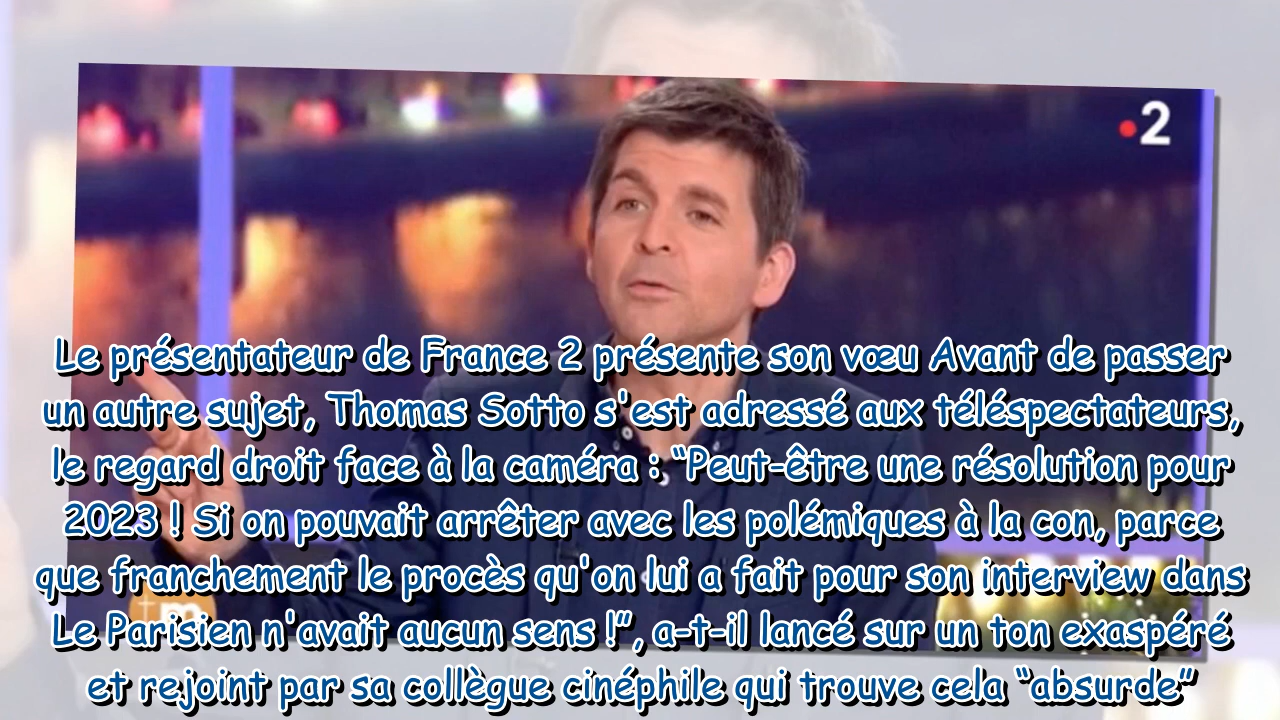 2
Le présentateur de France 2 présente son vœu Avant de passer
un autre sujet, Thomas Sotto s'est adressé aux téléspectateurs,
le regard droit face à la caméra : “Peut-être une résolution pour
2023 ! Si on pouvait arrêter avec les polémiques à la con, parce
que franchement le procès qu'on lui a fait pour son interview dans
Le Parisien n'avait aucun sens !”, a-t-il lancé sur un ton exaspéré
et rejoint par sa collègue cinéphile qui trouve cela “absurde”